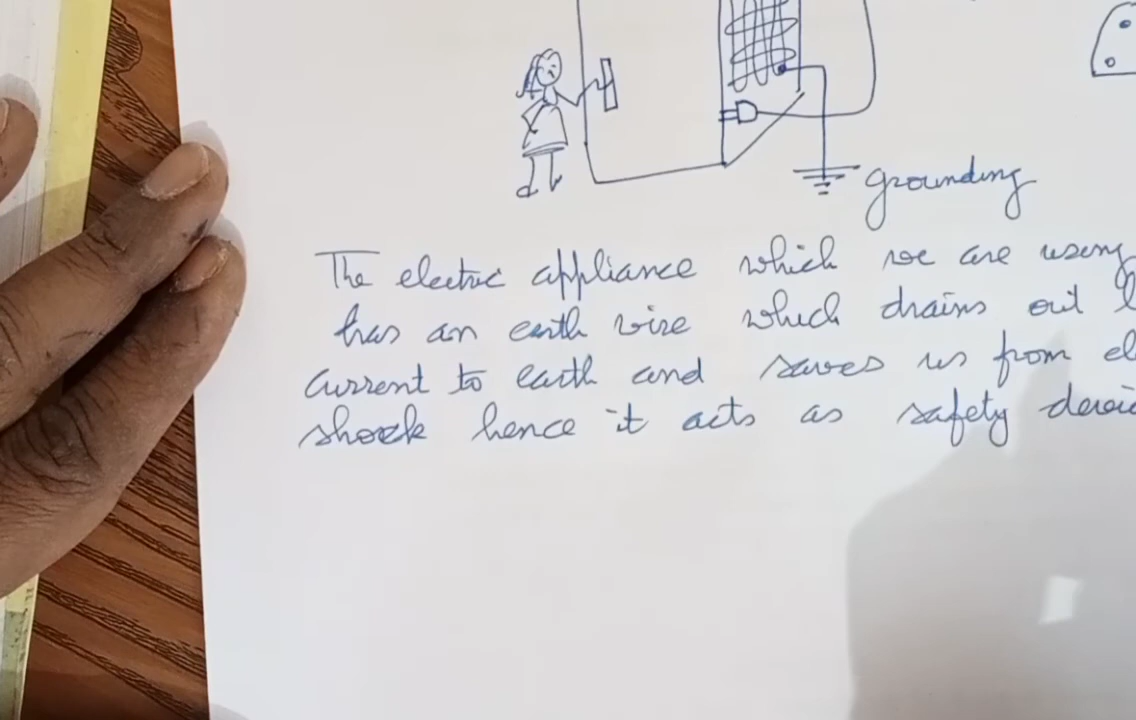 grounding
The electric appliance which we are using
has an earth wire which drains out
current to earth and saves us from
shock hence it acts as safety